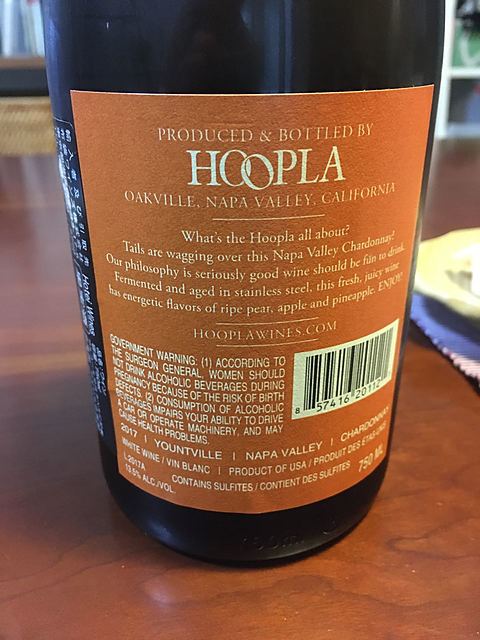 PRODUCED & BOTTLED BY
HOOPLA
OAKVILLE, NAPA VALLEY, CALIFORNIA
What's the Hoopla all about?
Tails are wagging over this Napa Valley Chardonnay!
Our philosophy is seriously good wine should be fun to drink.
Fermented and aged in stainless steel, this fresh, juicy wine
has energetic flavors of ripe pear, apple and pineapple. ENJOY!
HOOPLAWINES.COM
GOVERNMENT WARNING: (1) ACCORDING TO
THE SURGEON GENERAL, WOMEN SHOULD
NOT DRINK ALCOHOLIC BEVERAGES DURING
PREGNANCY BECAUSE OF THE RISK OF BIRTH
DEFECTS. (2) CONSUMPTION OF ALCOHOLIC
BEVERAGES IMPAIRS YOUR ABILITY TO DRIVE
A CAR OR OPERATE MACHINERY, AND MAY
CAUSE HEALTH PROBLEMS.
8 57416 20112
2017 | YOUNTVILLE | NAPA VALLEY | CHARDONNAY
WHITE WINE / VIN BLANC | PRODUCT OF USA / PRODUIT DES ETAS-UNIS
L2017A CONTAINS SULFITES / CONTIENT DES SULFITES 750 ML
13.5% ALC./VOL.
Hotel Wines